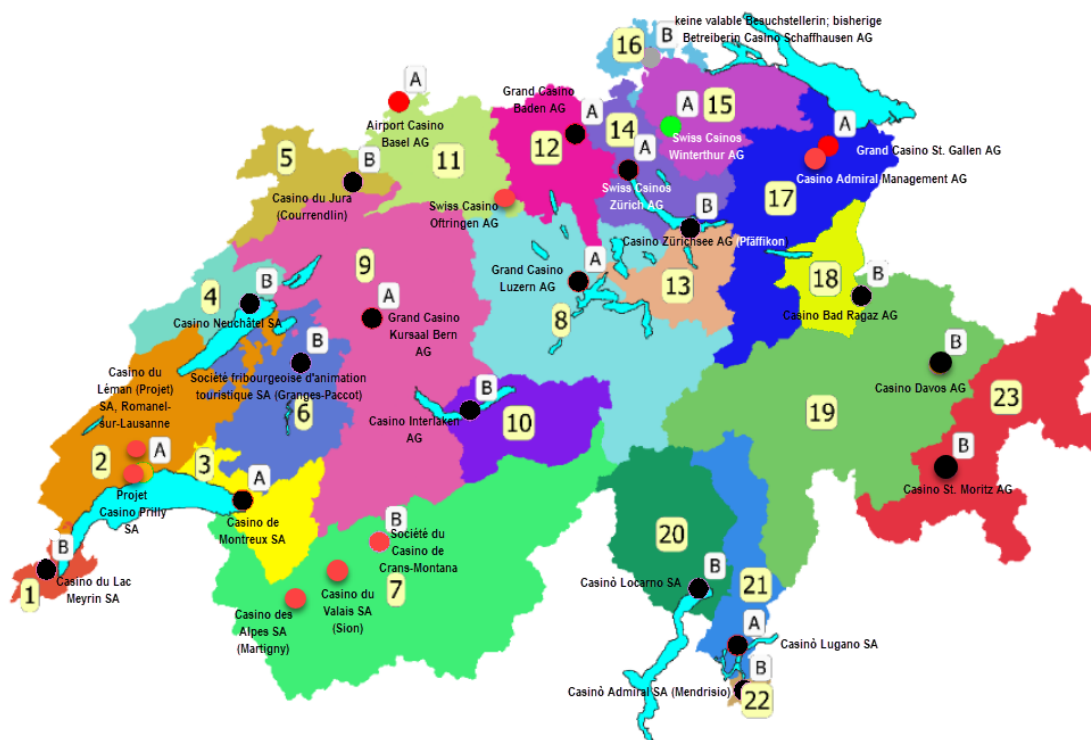 keine valable Besuchstellerin; bisherige
Betreiberin Casino Schaffhausen AG
B
16
A
Airport Casino
Basel AG
11
Grand Casino
Baden AG
A
12
14
A
15
Swiss Csinos
Winterthur AG
A
Swiss Csinos
Zürich AG
A
Grand Casino St. Gallen AG
Casino Admiral Management AG
17
5
B
Casino du Jura
(Courrendlin)
Swiss Casino
Oftringen AG
B
Casino Zürichsee AG (Pfäffikon)
13
18
B
Casino Bad Ragaz AG
4
B
Casino Neuchâtel SA
9
A
Grand Casino
Kursaal Bern
AG
Grand Casino
Luzern AG
A
8
B
Société fribourgeoise d'animation
touristique SA (Granges-Paccot)
6
Casino du
Léman (Projet)
SA, Romanel-
sur-Lausanne
B
Casino Interlaken
AG
10
B
Casino Davos AG
19
23
B
Casino St. Moritz AG
2
A
3
Projet
Casino Prilly
SA
A
Casino de
Montreux SA
B
Société du
Casino de
Crans-Montana
Casino du
Valais SA
(Sion)
Casino des
Alpes SA
(Martigny)
7
1
B
Casino du Lac
Meyrin SA
20
B
Casinò Locarno SA
21
A
Casinò Lugano SA
B
Casinò Admiral SA (Mendrisio)
22